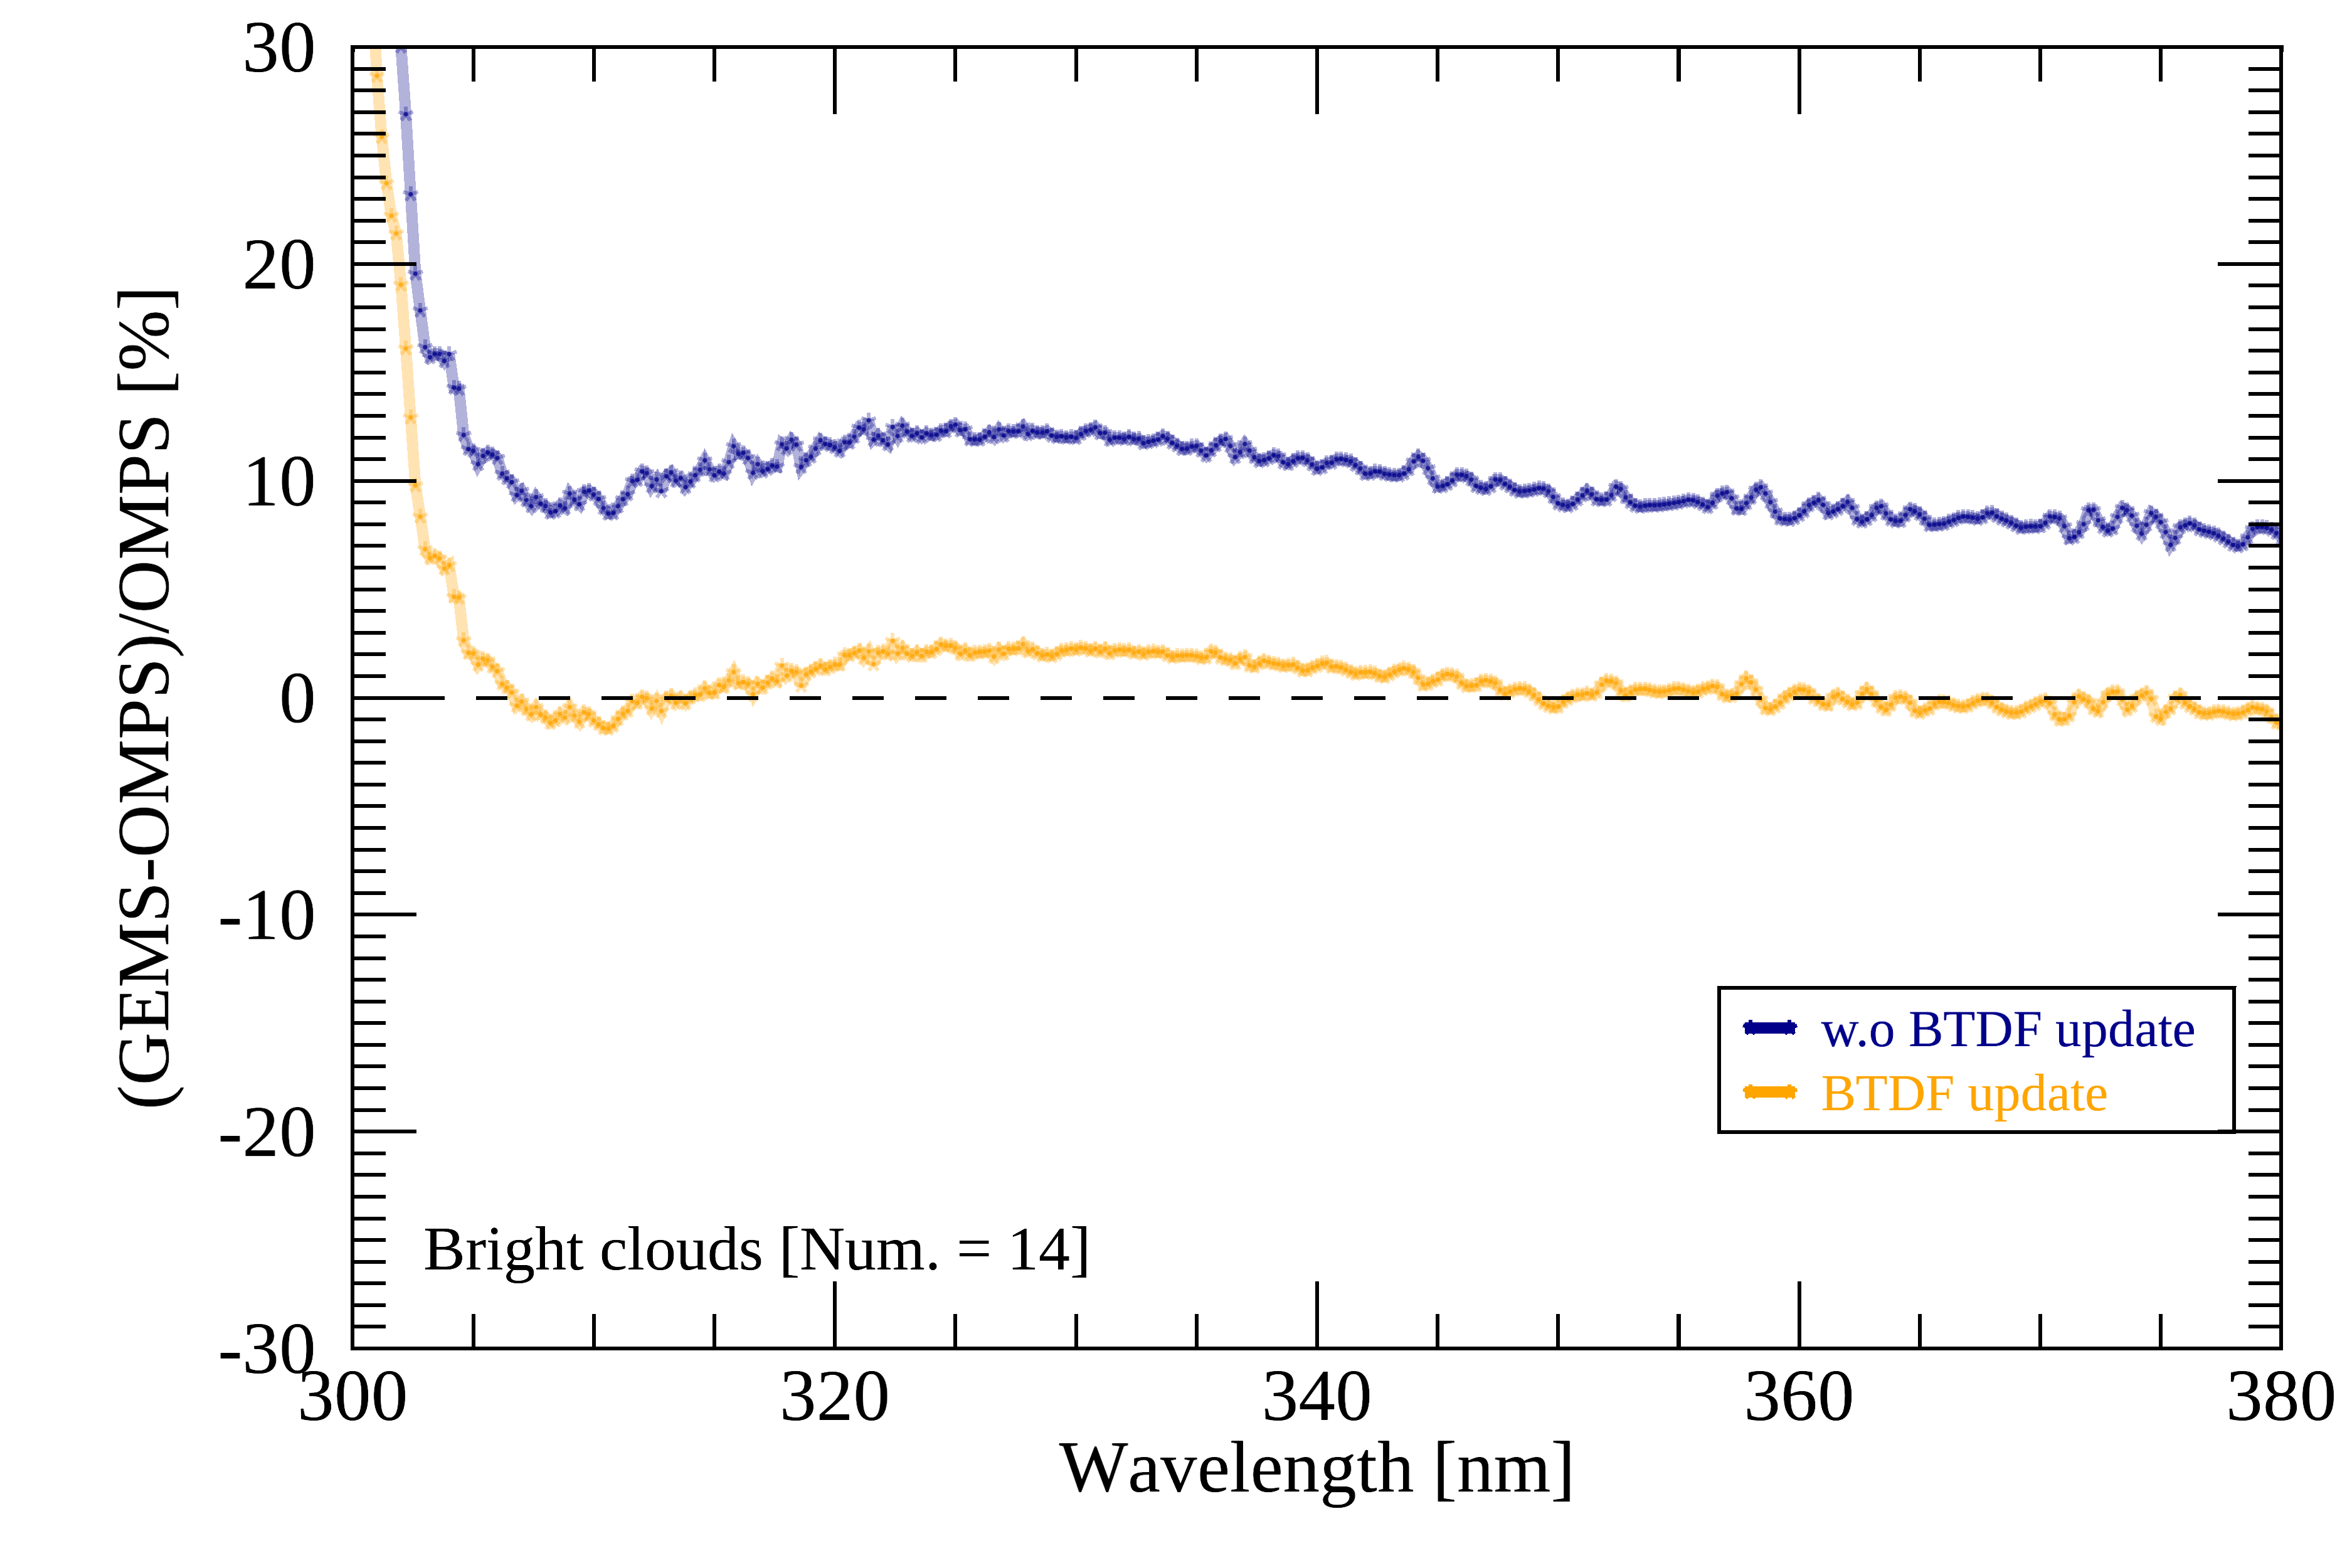 30
20
10
0
-10
-20
-30
(GEMS-OMPS)/OMPS [%]
w.o BTDF update
BTDF update
Bright clouds [Num. = 14]
300 320 340 360 380
Wavelength [nm]